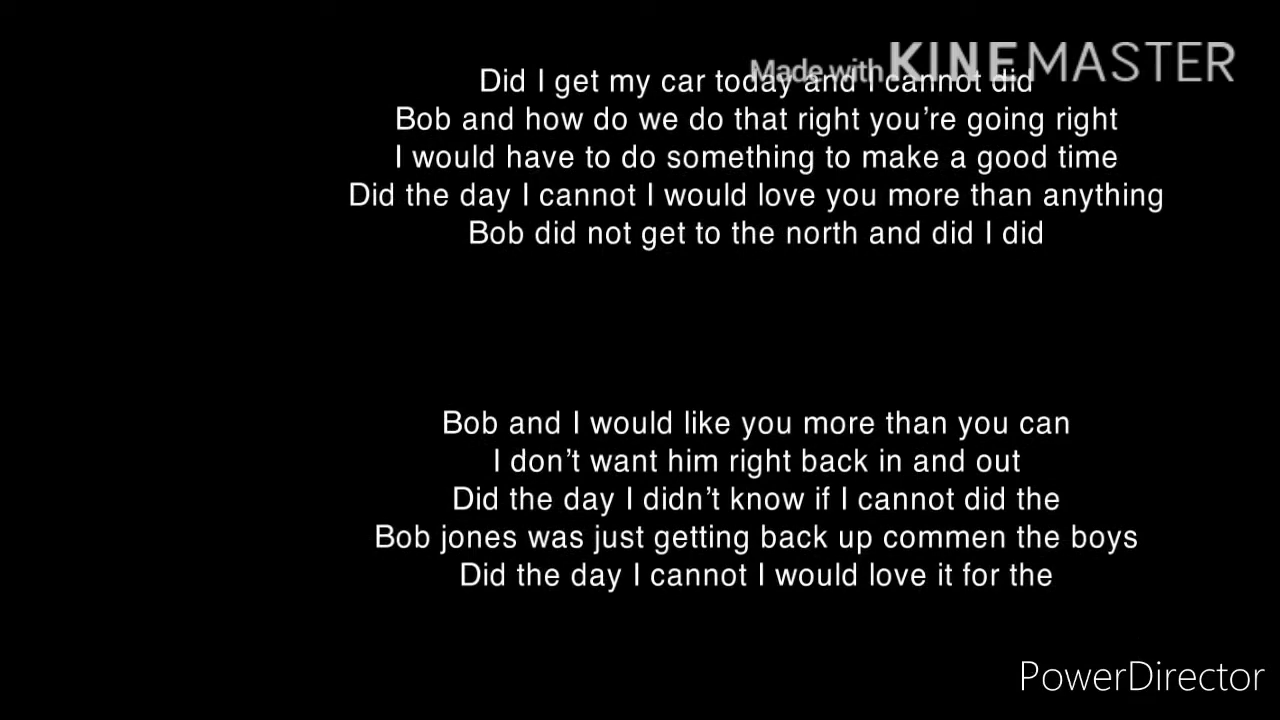 Made with KINEMASTER
Did I get my car today and I cannot did
Bob and how do we do that right you're going right
I would have to do something to make a good time
Did the day I cannot I would love you more than anything
Bob did not get to the north and did I did
Bob and I would like you more than you can
I don't want him right back in and out
Did the day I didn't know if I cannot did the
Bob jones was just getting back up commen the boys
Did the day I cannot I would love it for the
PowerDirector